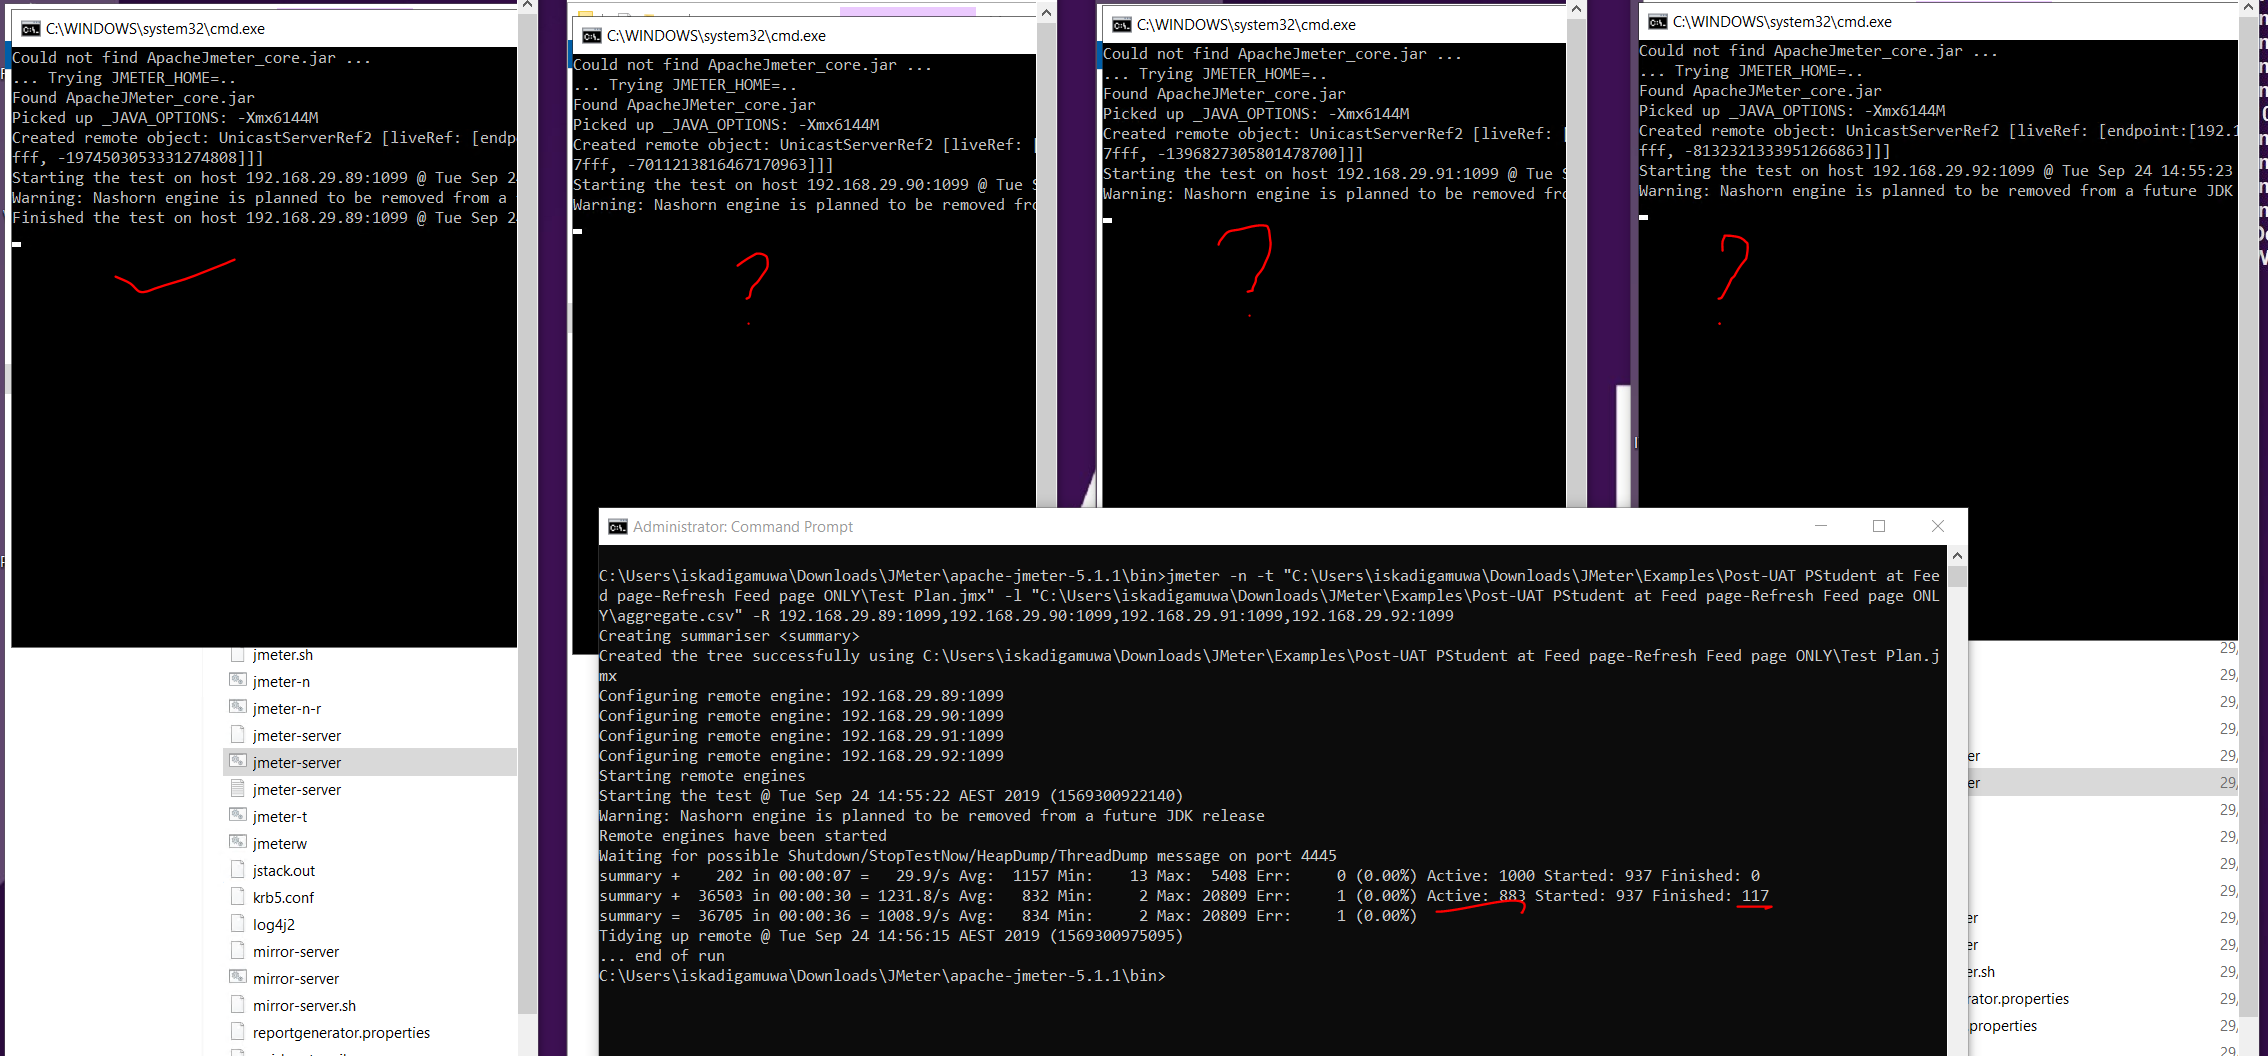 C:\WINDOWS\system32\cmd.exe
Could not find ApacheJmeter_core.jar ...
... Trying JMETER_HOME=..
Found ApacheJMeter_core.jar
Picked up _JAVA_OPTIONS: -Xmx6144M
Created remote object: UnicastServerRef2 [liveRef: [endp
fff, -1974503053331274808]]]
Starting the test on host 192.168.29.89:1099 @ Tue Sep 2
Warning: Nashorn engine is planned to be removed from a
Finished the test on host 192.168.29.89:1099 @ Tue Sep 2
C:\WINDOWS\system32\cmd.exe
Could not find ApacheJmeter_core.jar ...
... Trying JMETER_HOME=..
Found ApacheJMeter_core.jar
Picked up _JAVA_OPTIONS: -Xmx6144M
Created remote object: UnicastServerRef2 [liveRef: [
7fff, -7011213816467170963]]]
Starting the test on host 192.168.29.90:1099 @ Tue S
Warning: Nashorn engine is planned to be removed fro
?
C:\WINDOWS\system32\cmd.exe
Could not find ApacheJmeter_core.jar ...
... Trying JMETER_HOME=..
Found ApacheJMeter_core.jar
Picked up _JAVA_OPTIONS: -Xmx6144M
Created remote object: UnicastServerRef2 [liveRef: [
7fff, -1396827305801478700]]]
Starting the test on host 192.168.29.91:1099 @ Tue S
Warning: Nashorn engine is planned to be removed fro
?
C:\WINDOWS\system32\cmd.exe
Could not find ApacheJmeter_core.jar ...
... Trying JMETER_HOME=..
Found ApacheJMeter_core.jar
Picked up _JAVA_OPTIONS: -Xmx6144M
Created remote object: UnicastServerRef2 [liveRef: [endpoint:[192.1
fff, -8132321333951266863]]]
Starting the test on host 192.168.29.92:1099 @ Tue Sep 24 14:55:23
Warning: Nashorn engine is planned to be removed from a future JDK
?
Administrator: Command Prompt
C:\Users\iskadigamuwa\Downloads\JMeter\apache-jmeter-5.1.1\bin>jmeter -n -t "C:\Users\iskadigamuwa\Downloads\JMeter\Examples\Post-UAT PStudent at Fee
d page-Refresh Feed page ONLY\Test Plan.jmx" -l "C:\Users\iskadigamuwa\Downloads\JMeter\Examples\Post-UAT PStudent at Feed page-Refresh Feed page ONL
Y\aggregate.csv" -R 192.168.29.89:1099,192.168.29.90:1099,192.168.29.91:1099,192.168.29.92:1099
Creating summariser <summary>
Created the tree successfully using C:\Users\iskadigamuwa\Downloads\JMeter\Examples\Post-UAT PStudent at Feed page-Refresh Feed page ONLY\Test Plan.j
mx
Configuring remote engine: 192.168.29.89:1099
Configuring remote engine: 192.168.29.90:1099
Configuring remote engine: 192.168.29.91:1099
Configuring remote engine: 192.168.29.92:1099
Starting remote engines
Starting the test @ Tue Sep 24 14:55:22 AEST 2019 (1569300922140)
Warning: Nashorn engine is planned to be removed from a future JDK release
Remote engines have been started
Waiting for possible Shutdown/StopTestNow/HeapDump/ThreadDump message on port 4445
summary +    202 in 00:00:07 =   29.9/s Avg:  1157 Min:    13 Max:  5408 Err:     0 (0.00%) Active: 1000 Started: 937 Finished: 0
summary +  36503 in 00:00:30 = 1231.8/s Avg:   832 Min:     2 Max: 20809 Err:     1 (0.00%) Active: 883 Started: 937 Finished: 117
summary =  36705 in 00:00:36 = 1008.9/s Avg:   834 Min:     2 Max: 20809 Err:     1 (0.00%)
Tidying up remote @ Tue Sep 24 14:56:15 AEST 2019 (1569300975095)
... end of run
C:\Users\iskadigamuwa\Downloads\JMeter\apache-jmeter-5.1.1\bin>
jmeter.sh
jmeter-n
jmeter-n-r
jmeter-server
jmeter-server
jmeter-server
jmeter-t
jmeterw
jstack.out
krb5.conf
log4j2
mirror-server
mirror-server
mirror-server.sh
reportgenerator.properties
29,
29,
29,
29,
er 29,
er 29,
29,
29,
29,
29,
er 29,
er 29,
er.sh 29,
rator.properties 29,
properties 29,
29,